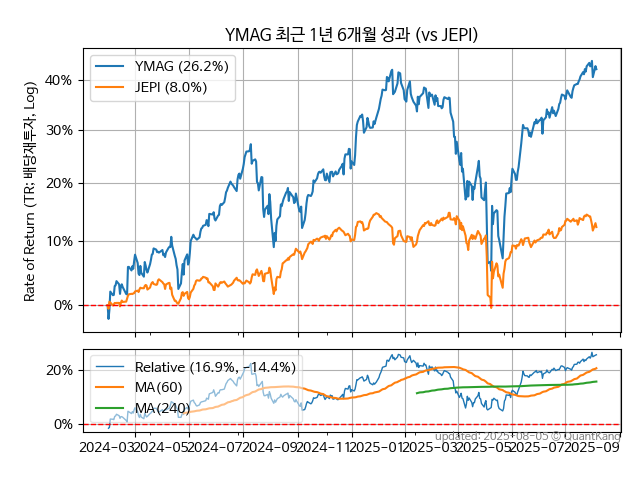 YMAG 최근 1년 6개월 성과 (vs JEPI)
Rate of Return (TR: 배당재투자, Log)
40%
30%
20%
10%
0%
YMAG (26.2%)
JEPI (8.0%)
20%
0%
Relative (16.9%, −14.4%)
MA(60)
MA(240)
2024-03 2024-05 2024-07 2024-09 2024-11 2025-01 2025-03 2025-05 2025-07 2025-09
updated: 2025-08-05 © QuantKang